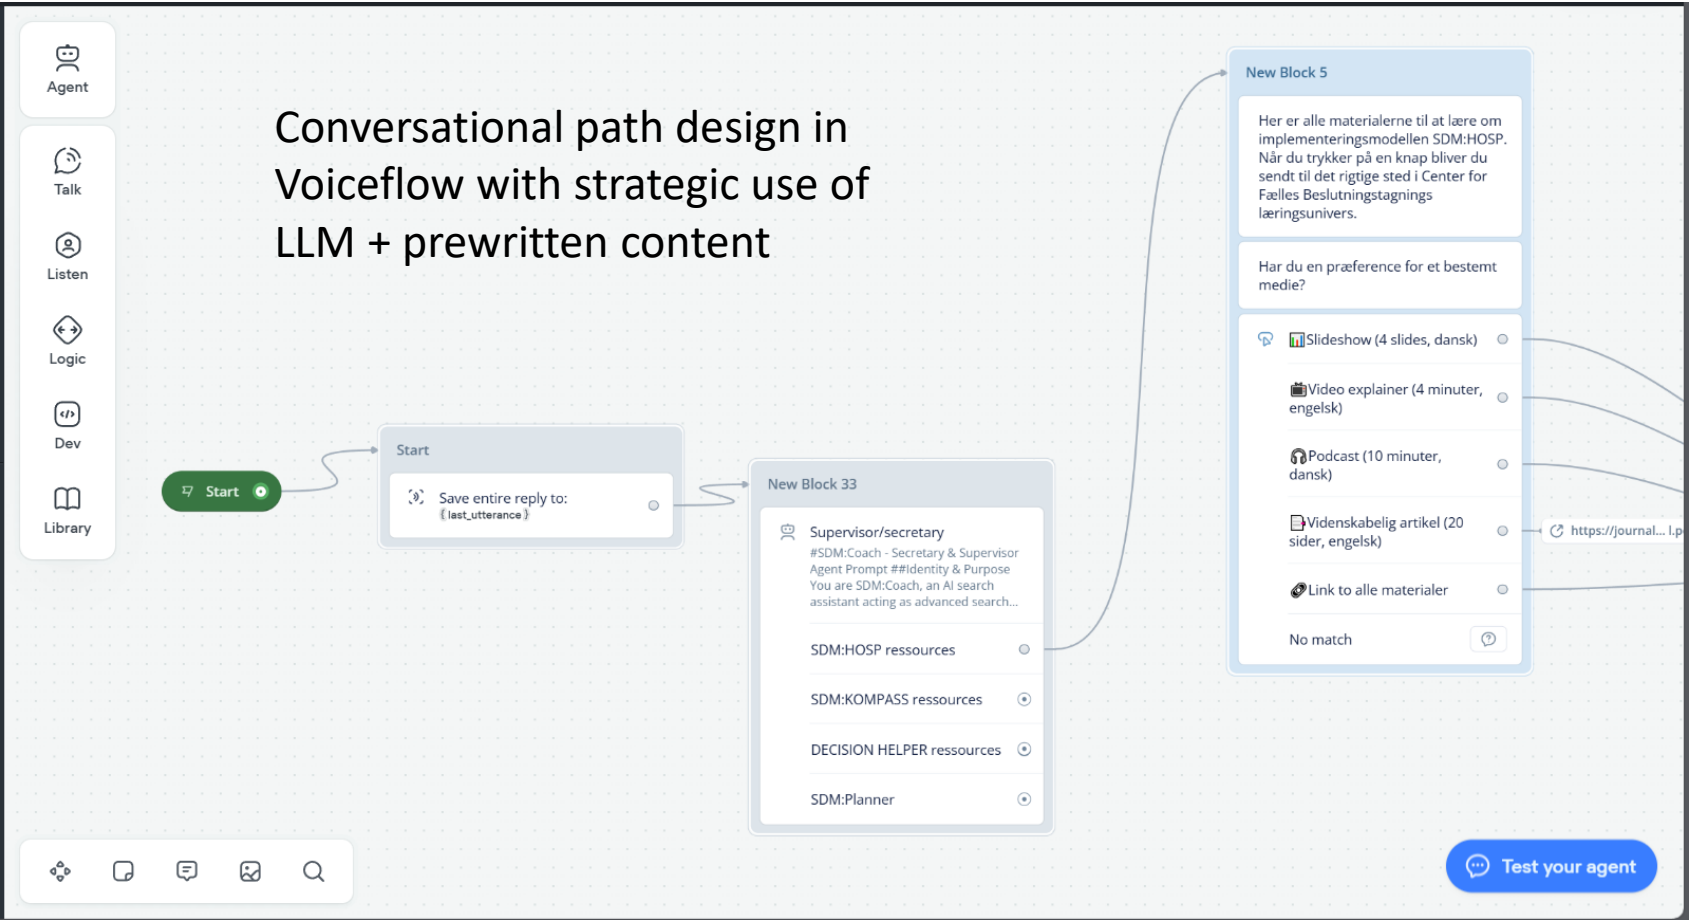 Agent
Talk
Listen
Logic
Dev
Library
Conversational path design in
Voiceflow with strategic use of
LLM + prewritten content
Start
Start
Save entire reply to:
{last_utterance}
New Block 33
Supervisor/secretary
#SDM:Coach - Secretary & Supervisor
Agent Prompt ##Identity & Purpose
You are SDM:Coach, an AI search
assistant acting as advanced search...
SDM:HOSP ressources
SDM:KOMPASS ressources
DECISION HELPER ressources
SDM:Planner
New Block 5
Her er alle materialerne til at lære om
implementeringsmodellen SDM:HOSP.
Når du trykker på en knap bliver du
sendt til det rigtige sted i Center for
Fælles Beslutningstagnings
læringsunivers.
Har du en præference for et bestemt
medie?
📊Slideshow (4 slides, dansk)
📺Video explainer (4 minuter,
engelsk)
🎧Podcast (10 minuter,
dansk)
📑Videnskabelig artikel (20
sider, engelsk)
https://journal... l.p
🔗Link to alle materialer
No match
Test your agent